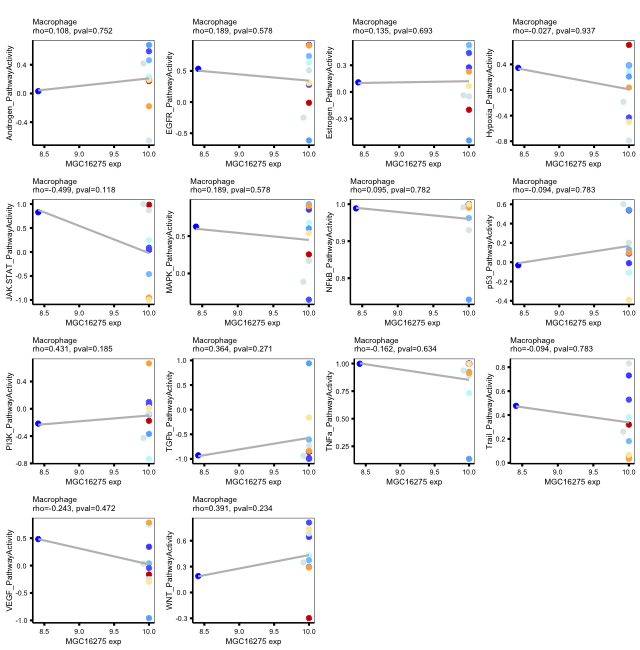 Macrophage
rho=0.108, pval=0.752
Androgen_PathwayActivity
0.4
0.0
-0.4
8.5 9.0 9.5 10.0
MGC16275 exp
Macrophage
rho=0.189, pval=0.578
EGFR_PathwayActivity
0.5
0.0
-0.5
8.5 9.0 9.5 10.0
MGC16275 exp
Macrophage
rho=0.135, pval=0.693
Estrogen_PathwayActivity
0.3
0.0
-0.3
8.5 9.0 9.5 10.0
MGC16275 exp
Macrophage
rho=-0.027, pval=0.937
Hypoxia_PathwayActivity
0.4
0.0
-0.4
-0.8
8.5 9.0 9.5 10.0
MGC16275 exp
Macrophage
rho=-0.499, pval=0.118
JAK.STAT_PathwayActivity
1.0
0.5
0.0
-0.5
-1.0
8.5 9.0 9.5 10.0
MGC16275 exp
Macrophage
rho=0.189, pval=0.578
MAPK_PathwayActivity
0.5
0.0
8.5 9.0 9.5 10.0
MGC16275 exp
Macrophage
rho=0.095, pval=0.782
NFkB_PathwayActivity
1.0
0.9
0.8
8.5 9.0 9.5 10.0
MGC16275 exp
Macrophage
rho=-0.094, pval=0.783
p53_PathwayActivity
0.6
0.4
0.2
0.0
-0.2
-0.4
8.5 9.0 9.5 10.0
MGC16275 exp
Macrophage
rho=0.431, pval=0.185
PI3K_PathwayActivity
0.4
0.0
-0.4
-0.8
8.5 9.0 9.5 10.0
MGC16275 exp
Macrophage
rho=0.364, pval=0.271
TGFb_PathwayActivity
1.0
0.5
0.0
-0.5
-1.0
8.5 9.0 9.5 10.0
MGC16275 exp
Macrophage
rho=-0.162, pval=0.634
TNFa_PathwayActivity
1.00
0.75
0.50
0.25
8.5 9.0 9.5 10.0
MGC16275 exp
Macrophage
rho=-0.094, pval=0.783
Trail_PathwayActivity
0.8
0.6
0.4
0.2
0.0
8.5 9.0 9.5 10.0
MGC16275 exp
Macrophage
rho=-0.243, pval=0.472
VEGF_PathwayActivity
0.5
0.0
-0.5
-1.0
8.5 9.0 9.5 10.0
MGC16275 exp
Macrophage
rho=0.391, pval=0.234
WNT_PathwayActivity
0.6
0.3
0.0
-0.3
8.5 9.0 9.5 10.0
MGC16275 exp